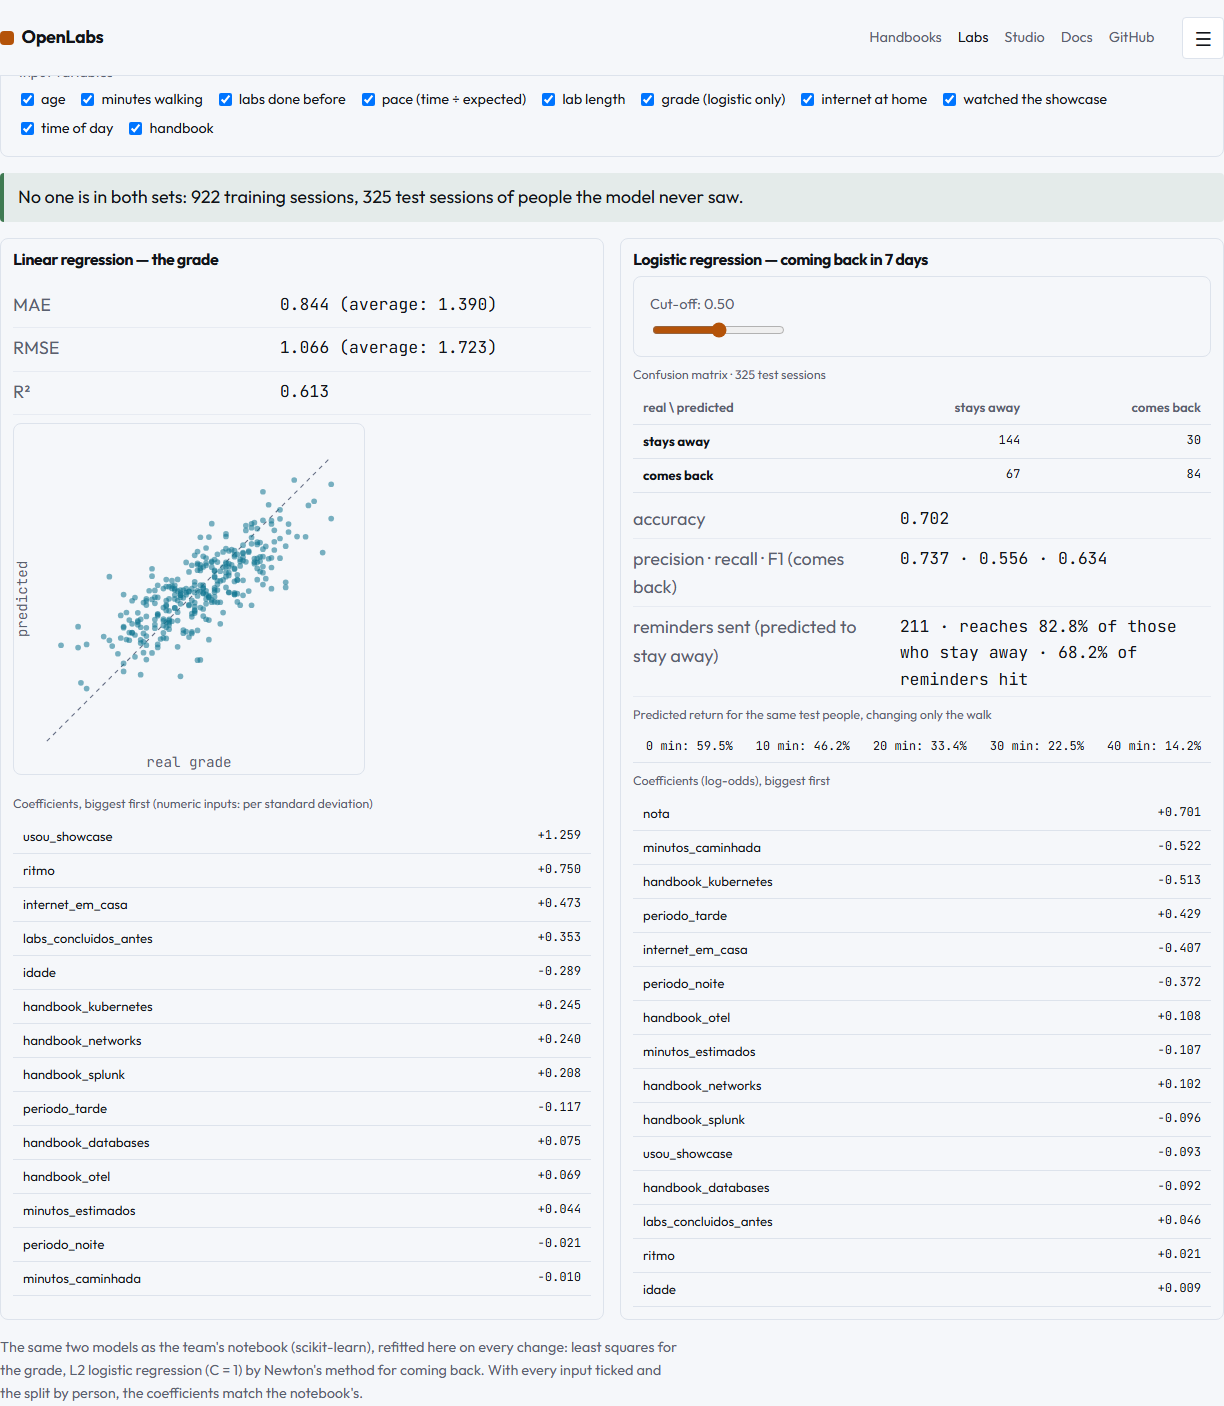 OpenLabs
Handbooks Labs Studio Docs GitHub
input variables
age minutes walking labs done before pace (time ÷ expected) lab length grade (logistic only) internet at home watched the showcase
time of day handbook
No one is in both sets: 922 training sessions, 325 test sessions of people the model never saw.
Linear regression — the grade
MAE 0.844 (average: 1.390)
RMSE 1.066 (average: 1.723)
R² 0.613
predicted
real grade
Coefficients, biggest first (numeric inputs: per standard deviation)
usou_showcase +1.259
ritmo +0.750
internet_em_casa +0.473
labs_concluidos_antes +0.353
idade -0.289
handbook_kubernetes +0.245
handbook_networks +0.240
handbook_splunk +0.208
periodo_tarde -0.117
handbook_databases +0.075
handbook_otel +0.069
minutos_estimados +0.044
periodo_noite -0.021
minutos_caminhada -0.010
Logistic regression — coming back in 7 days
Cut-off: 0.50
Confusion matrix · 325 test sessions
real \ predicted stays away comes back
stays away 144 30
comes back 67 84
accuracy 0.702
precision · recall · F1 (comes back) 0.737 · 0.556 · 0.634
reminders sent (predicted to stay away) 211 · reaches 82.8% of those who stay away · 68.2% of reminders hit
Predicted return for the same test people, changing only the walk
0 min: 59.5% 10 min: 46.2% 20 min: 33.4% 30 min: 22.5% 40 min: 14.2%
Coefficients (log-odds), biggest first
nota +0.701
minutos_caminhada -0.522
handbook_kubernetes -0.513
periodo_tarde +0.429
internet_em_casa -0.407
periodo_noite -0.372
handbook_otel +0.108
minutos_estimados -0.107
handbook_networks +0.102
handbook_splunk -0.096
usou_showcase -0.093
handbook_databases -0.092
labs_concluidos_antes +0.046
ritmo +0.021
idade +0.009
The same two models as the team's notebook (scikit-learn), refitted here on every change: least squares for
the grade, L2 logistic regression (C = 1) by Newton's method for coming back. With every input ticked and
the split by person, the coefficients match the notebook's.